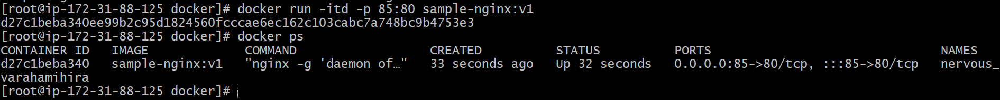 [root@ip-172-31-88-125 docker]# docker run -itd -p 85:80 sample-nginx:v1
d27c1beba340ee99b2c95d1824560fcccae6ec162c103cabc7a748bc9b4753e3
[root@ip-172-31-88-125 docker]# docker ps
CONTAINER ID   IMAGE             COMMAND                  CREATED          STATUS          PORTS                               NAMES
d27c1beba340   sample-nginx:v1   "nginx -g 'daemon of…"   33 seconds ago   Up 32 seconds   0.0.0.0:85->80/tcp, :::85->80/tcp   nervous_
varahamihira
[root@ip-172-31-88-125 docker]#